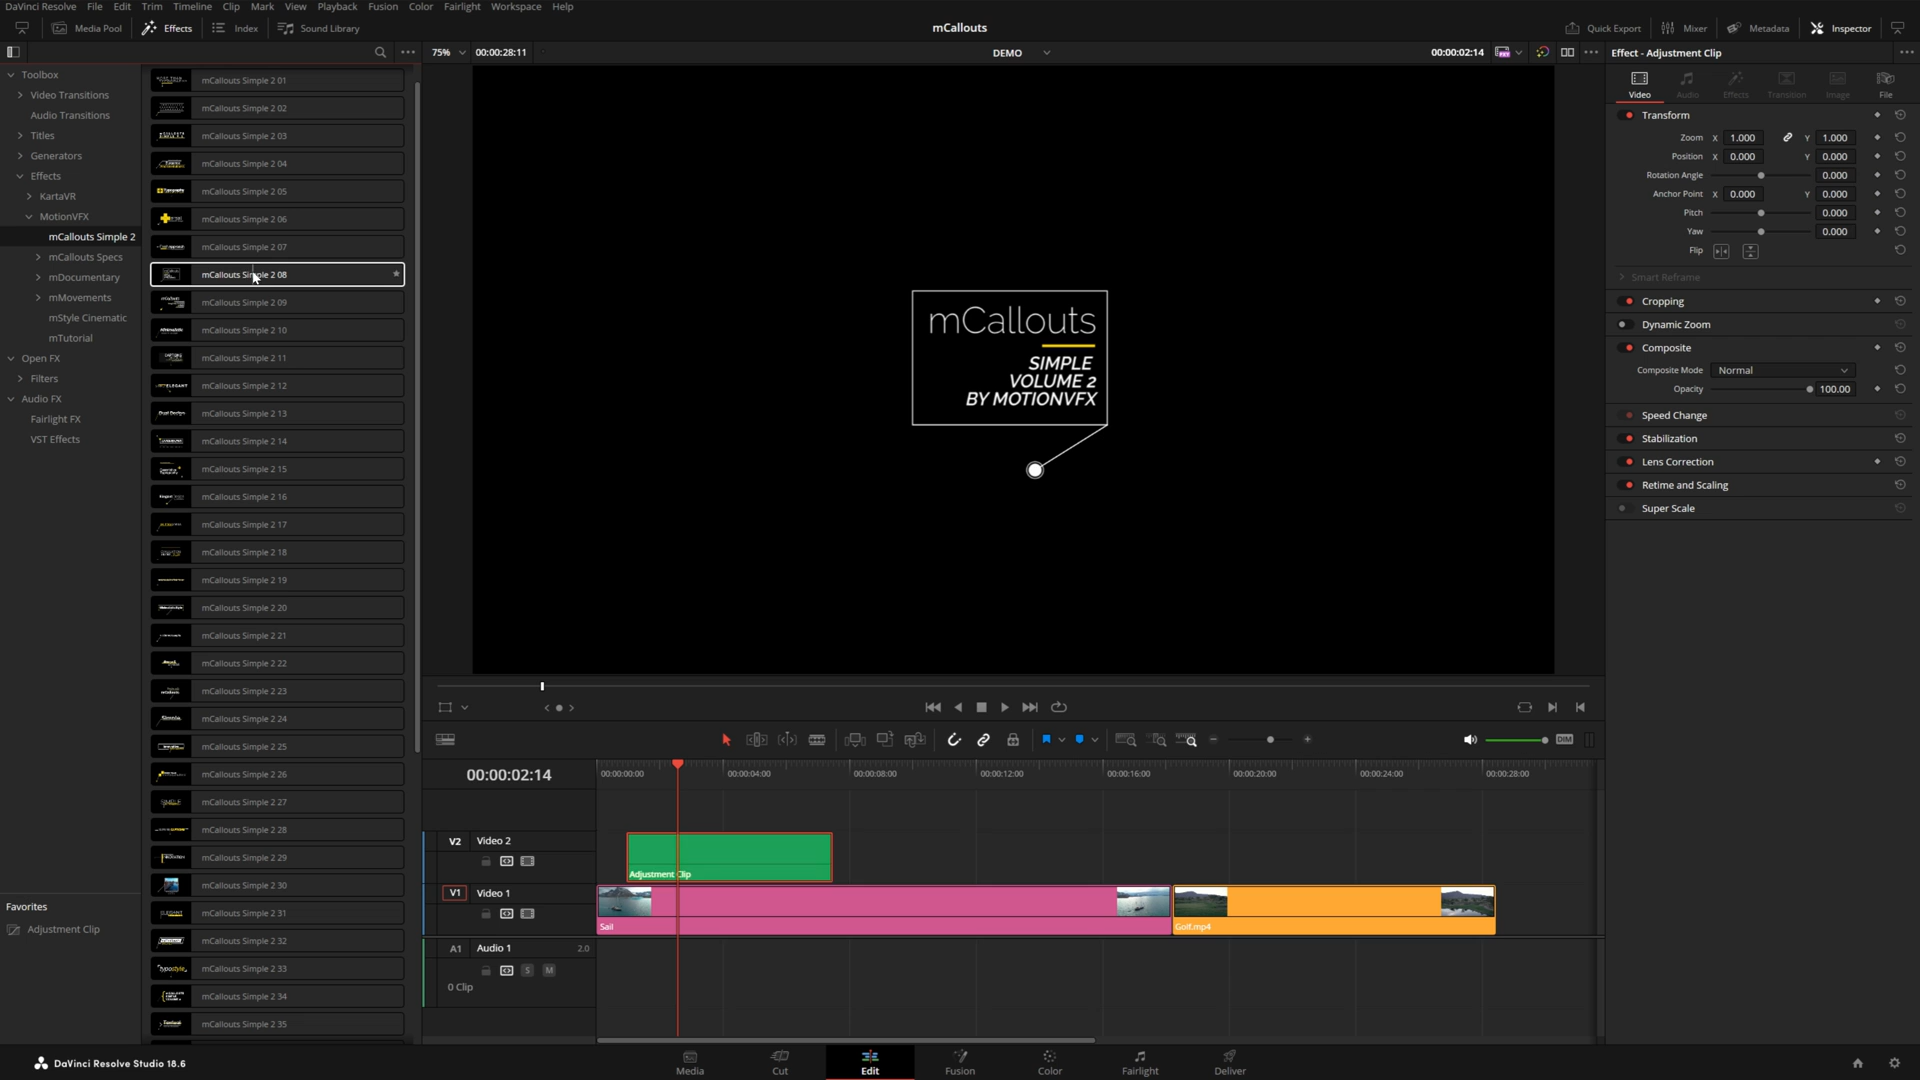 DaVinci Resolve File Edit Trim Timeline Clip Mark View Playback Fusion Color Fairlight Workspace Help
Media Pool Effects Index Sound Library mCallouts Quick Export Mixer Metadata Inspector
75% 00:00:28:11 DEMO 00:00:02:14 Effect - Adjustment Clip
Toolbox
Video Transitions
Audio Transitions
Titles
Generators
Effects
KartaVR
MotionVFX
mCallouts Simple 2
mCallouts Specs
mDocumentary
mMovements
mStyle Cinematic
mTutorial
Open FX
Filters
Audio FX
Fairlight FX
VST Effects
Favorites
Adjustment Clip
mCallouts Simple 2 01
mCallouts Simple 2 02
mCallouts Simple 2 03
mCallouts Simple 2 04
mCallouts Simple 2 05
mCallouts Simple 2 06
mCallouts Simple 2 07
mCallouts Simple 2 08
mCallouts Simple 2 09
mCallouts Simple 2 10
mCallouts Simple 2 11
mCallouts Simple 2 12
mCallouts Simple 2 13
mCallouts Simple 2 14
mCallouts Simple 2 15
mCallouts Simple 2 16
mCallouts Simple 2 17
mCallouts Simple 2 18
mCallouts Simple 2 19
mCallouts Simple 2 20
mCallouts Simple 2 21
mCallouts Simple 2 22
mCallouts Simple 2 23
mCallouts Simple 2 24
mCallouts Simple 2 25
mCallouts Simple 2 26
mCallouts Simple 2 27
mCallouts Simple 2 28
mCallouts Simple 2 29
mCallouts Simple 2 30
mCallouts Simple 2 31
mCallouts Simple 2 32
mCallouts Simple 2 33
mCallouts Simple 2 34
mCallouts Simple 2 35
mCallouts
SIMPLE
VOLUME 2
BY MOTIONVFX
Video Audio Effects Transition Image File
Transform
Zoom X 1.000 Y 1.000
Position X 0.000 Y 0.000
Rotation Angle 0.000
Anchor Point X 0.000 Y 0.000
Pitch 0.000
Yaw 0.000
Flip
Smart Reframe
Cropping
Dynamic Zoom
Composite
Composite Mode Normal
Opacity 100.00
Speed Change
Stabilization
Lens Correction
Retime and Scaling
Super Scale
DIM
00:00:02:14 00:00:00:00 00:00:04:00 00:00:08:00 00:00:12:00 00:00:16:00 00:00:20:00 00:00:24:00 00:00:28:00
V2 Video 2
Adjustment Clip
V1 Video 1
Sail Golf.mp4
A1 Audio 1 2.0
S M
0 Clip
DaVinci Resolve Studio 18.6
Media Cut Edit Fusion Color Fairlight Deliver